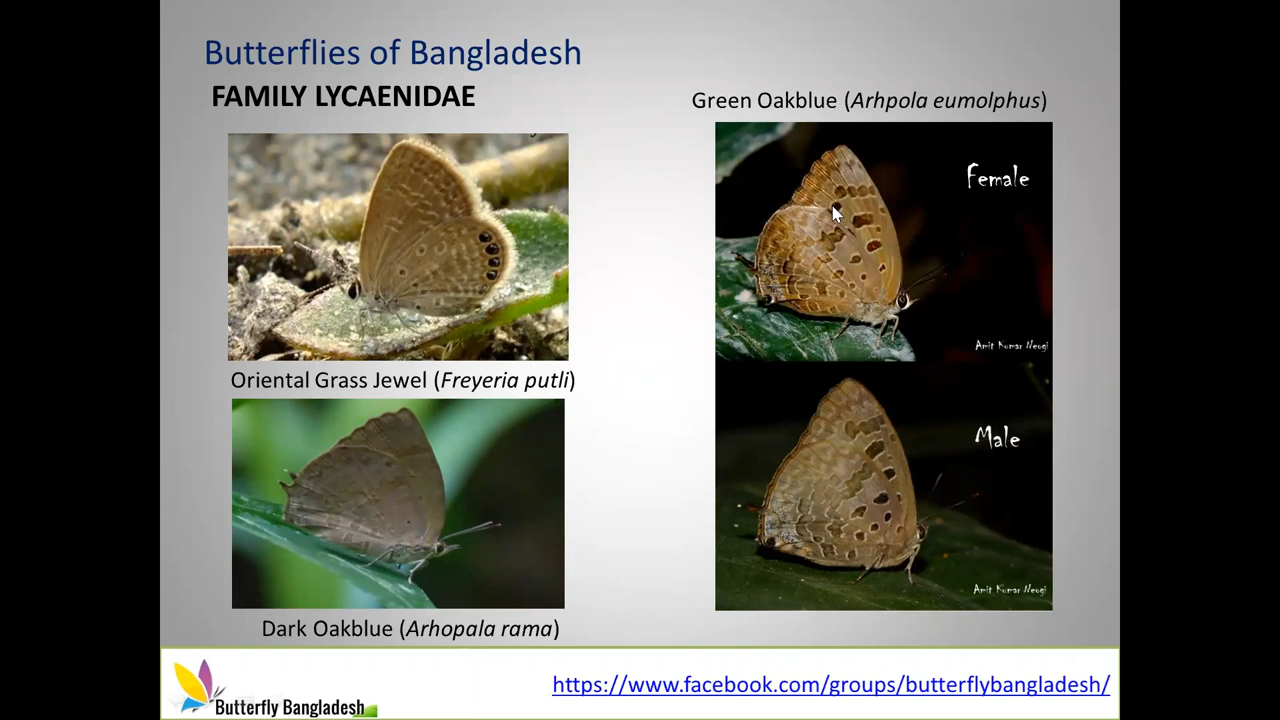 Butterflies of Bangladesh
FAMILY LYCAENIDAE
Green Oakblue (Arhpola eumolphus)
Female
Amit Kumar Neogi
Oriental Grass Jewel (Freyeria putli)
Male
Amit Kumar Neogi
Dark Oakblue (Arhopala rama)
Butterfly Bangladesh
https://www.facebook.com/groups/butterflybangladesh/